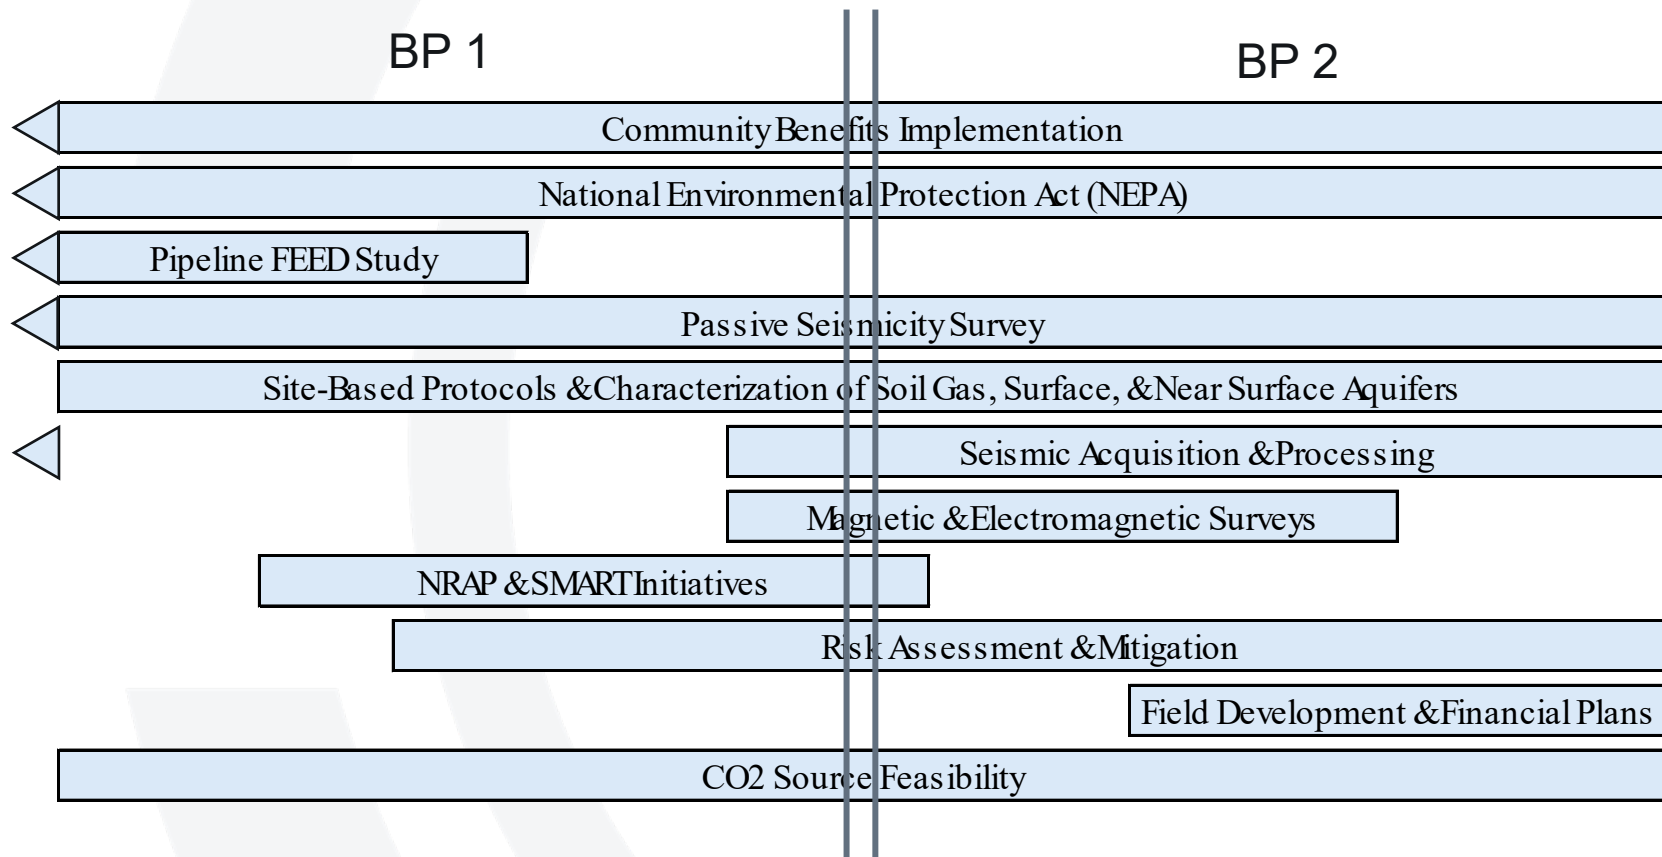 BP 1
BP 2
Community Benefits Implementation
National Environmental Protection Act (NEPA)
Pipeline FEED Study
Passive Seismicity Survey
Site-Based Protocols & Characterization of Soil Gas, Surface, & Near Surface Aquifers
Seismic Acquisition & Processing
Magnetic & Electromagnetic Surveys
NRAP & SMART Initiatives
Risk Assessment & Mitigation
Field Development & Financial Plans
CO2 Source Feasibility